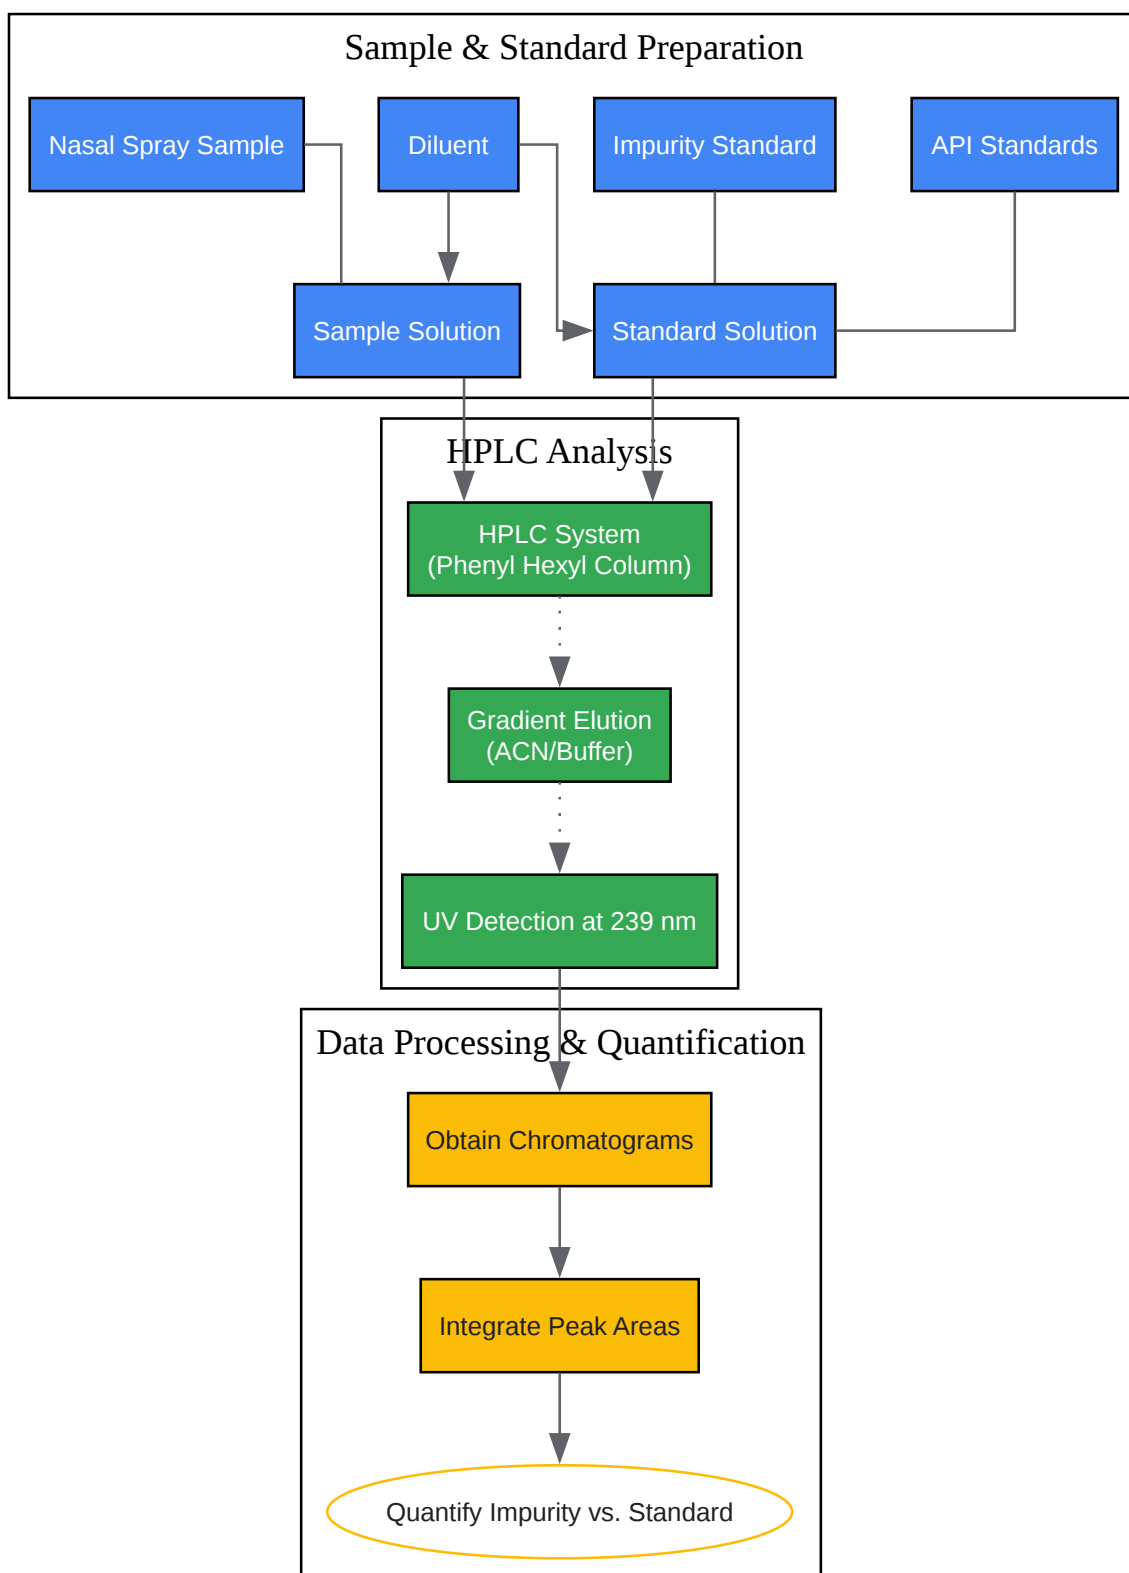 Sample & Standard Preparation
Nasal Spray Sample
Diluent
Impurity Standard
API Standards
Sample Solution
Standard Solution
HPLC Analysis
HPLC System
(Phenyl Hexyl Column)
Gradient Elution
(ACN/Buffer)
UV Detection at 239 nm
Data Processing & Quantification
Obtain Chromatograms
Integrate Peak Areas
Quantify Impurity vs. Standard